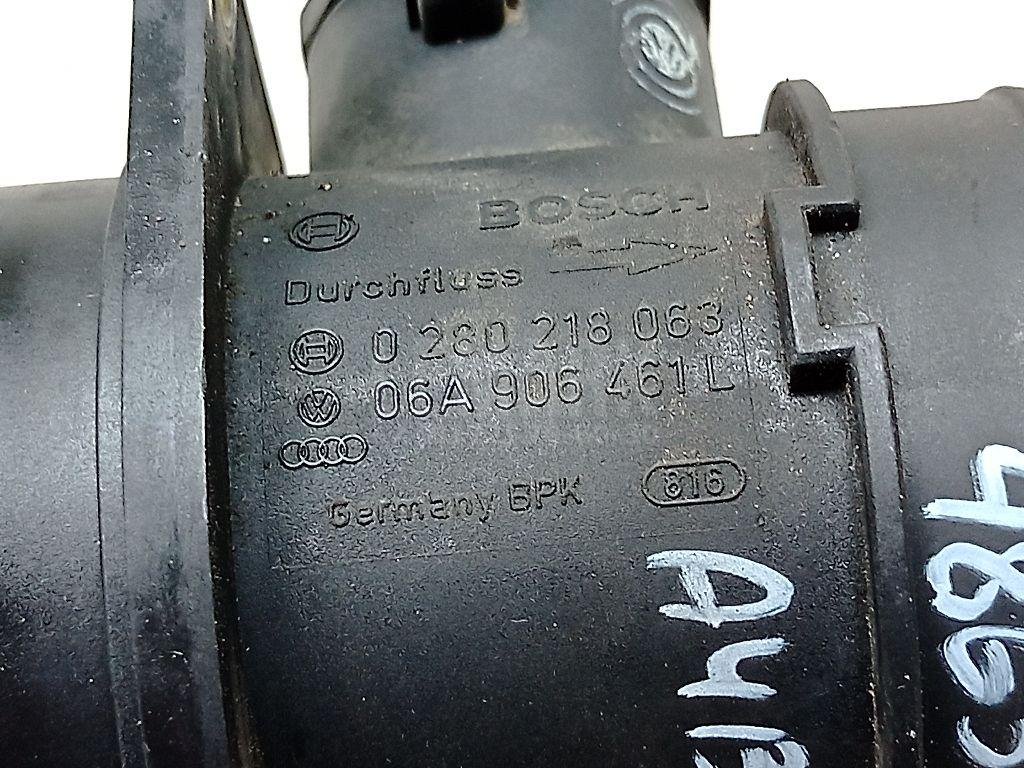 BOSCH
Durchfluss
0 280 218 063
06A 906 461 L
Germany BPK 816